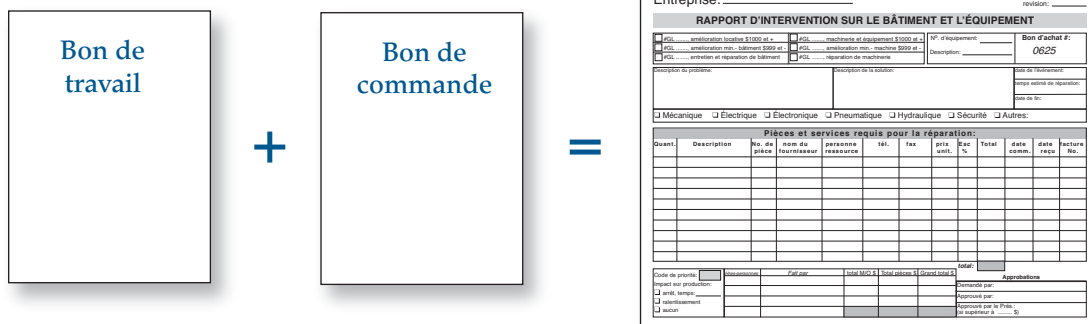 Bon de
travail
+
Bon de
commande
=
Entreprise:
revision:
RAPPORT D'INTERVENTION SUR LE BÂTIMENT ET L'ÉQUIPEMENT
#GL ........, amélioration locative $1000 et +
#GL ......, machinerie et équipement $1000 et +
Nº. d'équipement:
Bon d'achat #:
#GL ........, amélioration min.- bâtiment $999 et -
#GL ......, amélioration min.- machine $999 et -
Description:
0625
#GL ........, entretien et réparation de bâtiment
#GL ......, réparation de machinerie
Description du problème:
Description de la solution:
date de l'événement:
temps estimé de réparation:
date de fin:
❏ Mécanique ❏ Électrique ❏ Électronique ❏ Pneumatique ❏ Hydraulique ❏ Sécurité ❏ Autres:
Pièces et services requis pour la réparation:
Quant. Description No. de pièce nom du fournisseur personne ressource tél. fax prix unit. Esc % Total date comm. date reçu facture No.
total:
Code de priorité:
Fait par
total M/O $
Total pièces $
Grand total $
Approbations
Impact sur production:
Demandé par:
❏ arrêt, temps:
Approuvé par:
❏ ralentissement
Approuvé par le Prés.:
❏ aucun
(si supérieur à ......... $)